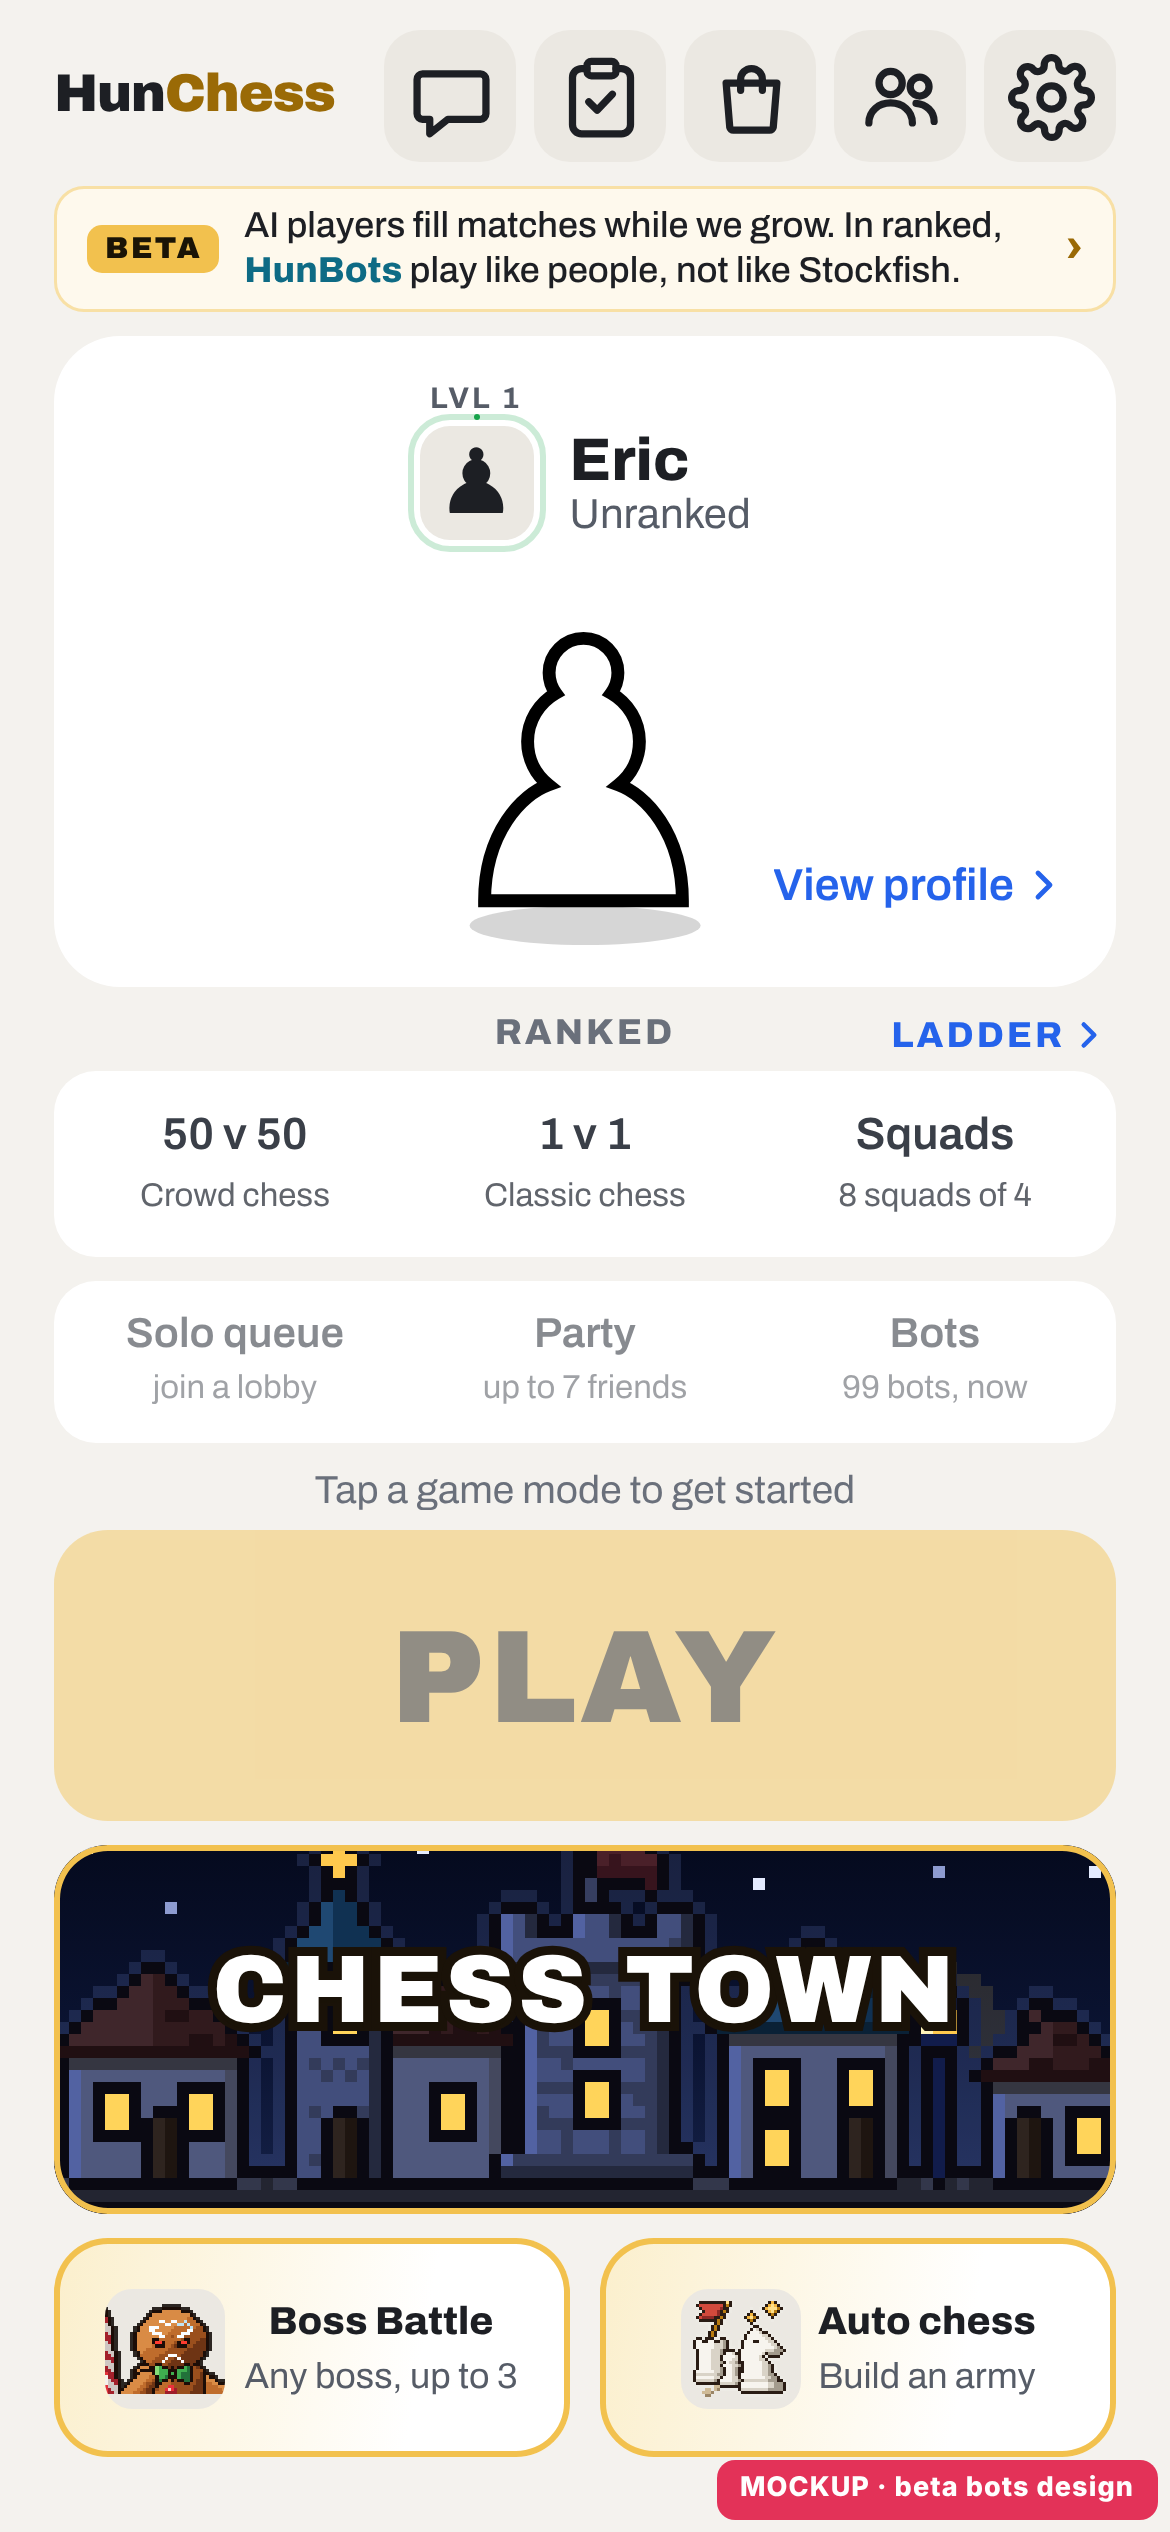 HunChess
BETA
AI players fill matches while we grow. In ranked,
HunBots play like people, not like Stockfish.
LVL 1
Eric
Unranked
View profile
RANKED
LADDER
50 v 50
Crowd chess
1 v 1
Classic chess
Squads
8 squads of 4
Solo queue
join a lobby
Party
up to 7 friends
Bots
99 bots, now
Tap a game mode to get started
PLAY
CHESS TOWN
Boss Battle
Any boss, up to 3
Auto chess
Build an army
MOCKUP · beta bots design